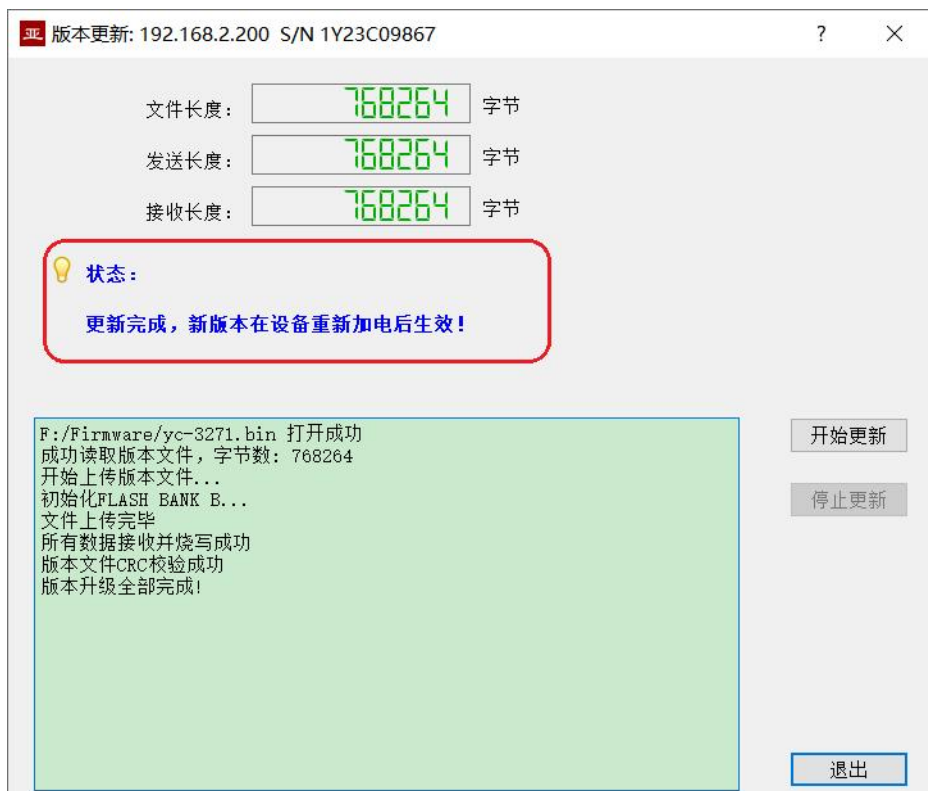 亚 版本更新: 192.168.2.200 S/N 1Y23C09867 ?
文件长度: 768264 字节
发送长度: 768264 字节
接收长度: 768264 字节
状态:
更新完成, 新版本在设备重新加电后生效!
F:/Firmware/yc-3271.bin 打开成功
成功读取版本文件, 字节数: 768264
开始上传版本文件...
初始化FLASH BANK B...
文件上传完毕
所有数据接收并烧写成功
版本文件CRC校验成功
版本升级全部完成!
开始更新
停止更新
退出